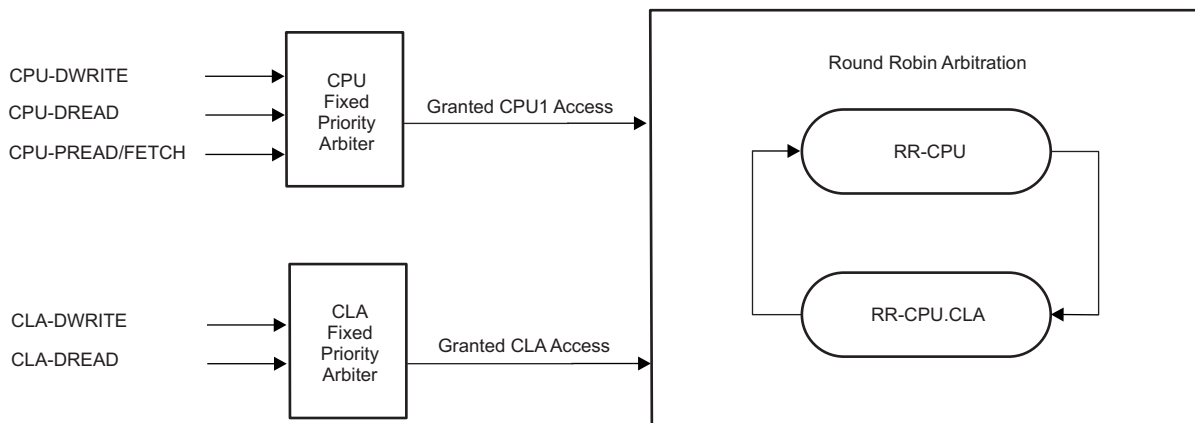 CPU-DWRITE
CPU-DREAD
CPU-PREAD/FETCH
CPU
Fixed
Priority
Arbiter
Granted CPU1 Access
CLA-DWRITE
CLA-DREAD
CLA
Fixed
Priority
Arbiter
Granted CLA Access
Round Robin Arbitration
RR-CPU
RR-CPU.CLA